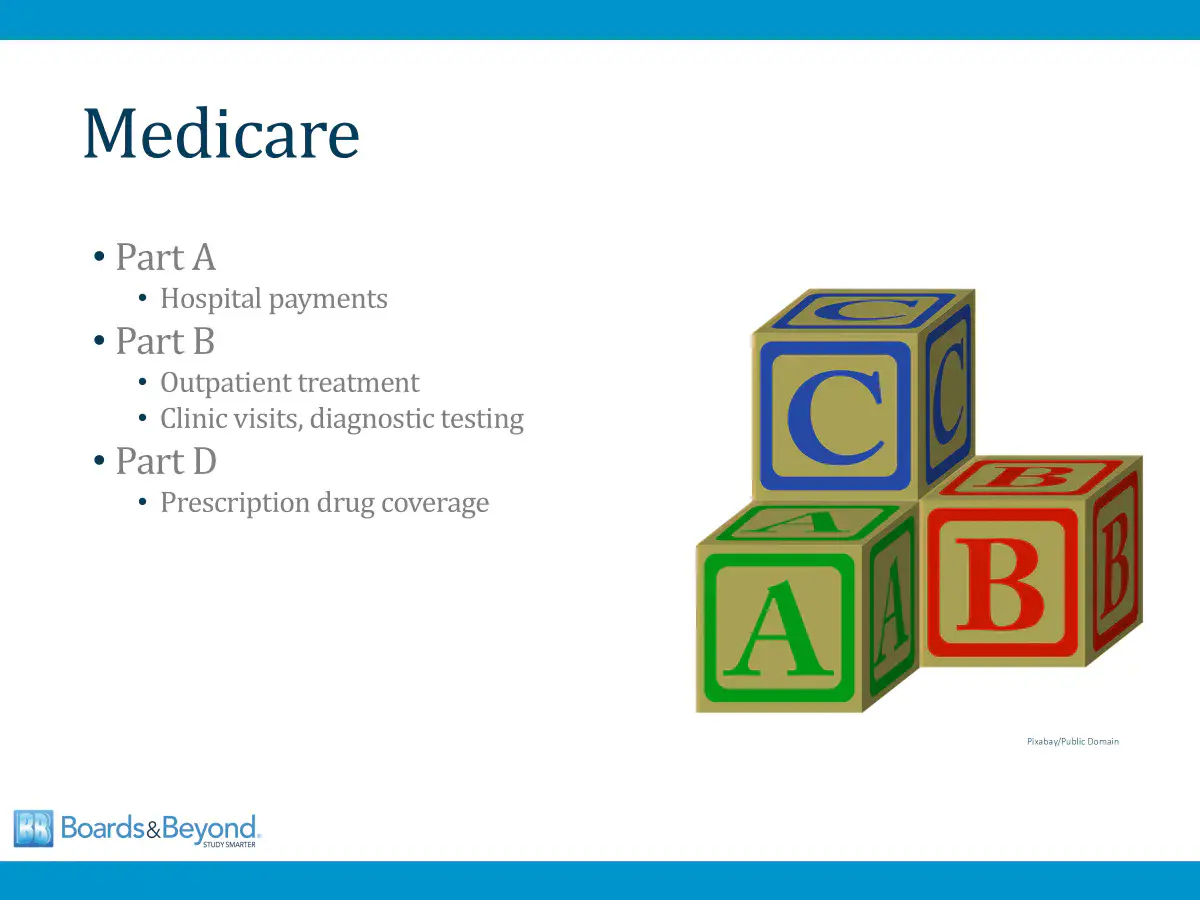 Medicare
• Part A
• Hospital payments
• Part B
• Outpatient treatment
• Clinic visits, diagnostic testing
• Part D
• Prescription drug coverage
C
C
C
A
A
A
B
B
B
Pixabay/Public Domain
BB Boards&Beyond
STUDY SMARTER